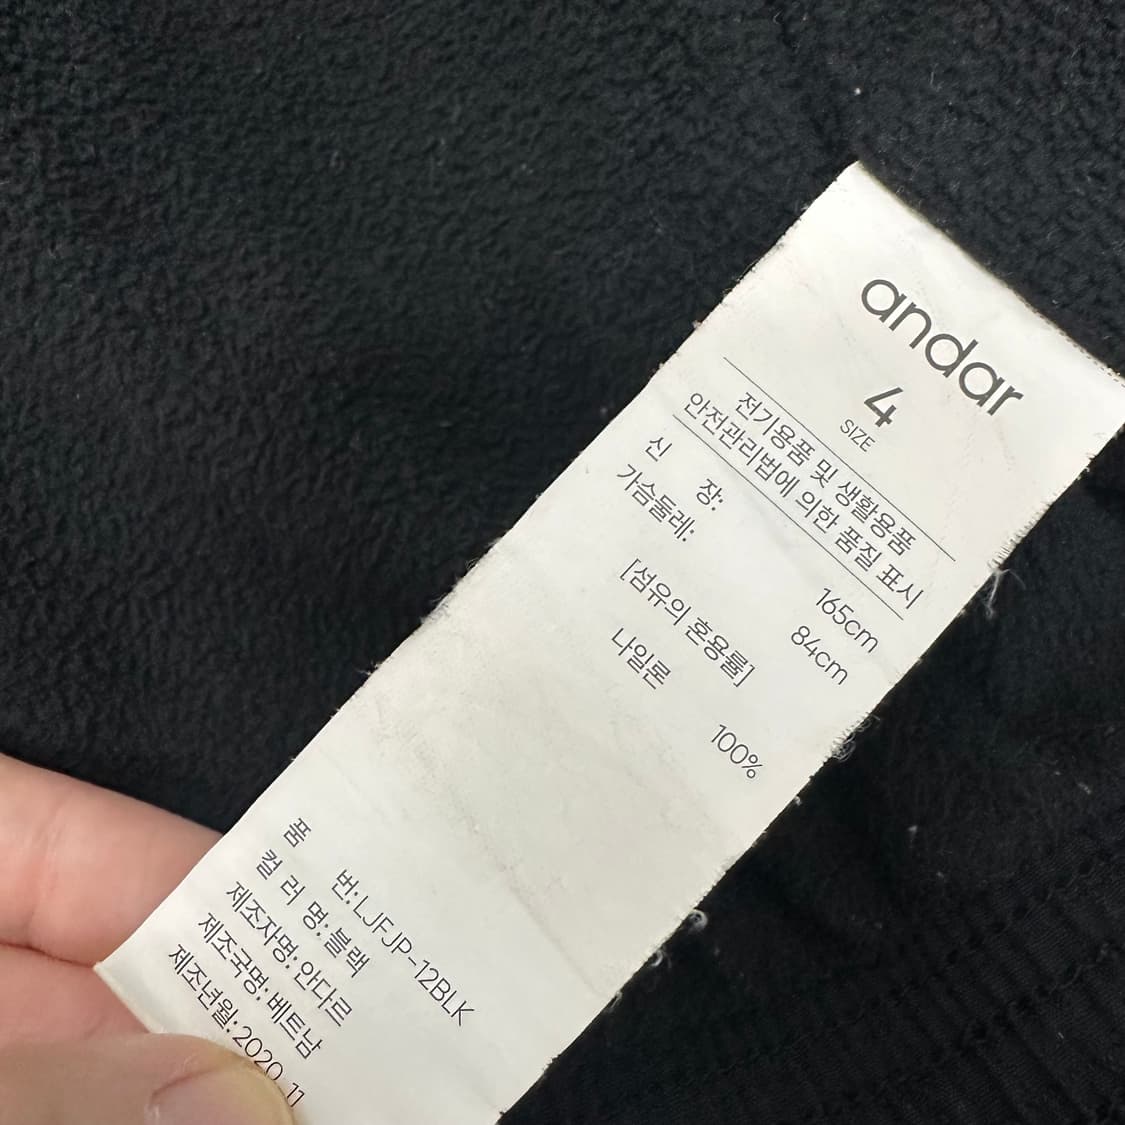 andar
4
SIZE
전기용품 및 생활용품
안전관리법에 의한 품질 표시
신 장: 165cm
가슴둘레: 84cm
[섬유의 혼용률]
나일론 100%
품 번: LJFJP-12BLK
컬 러 명: 블랙
제조자명: 안다르
제조국명: 베트남
제조년월: 2020. 11